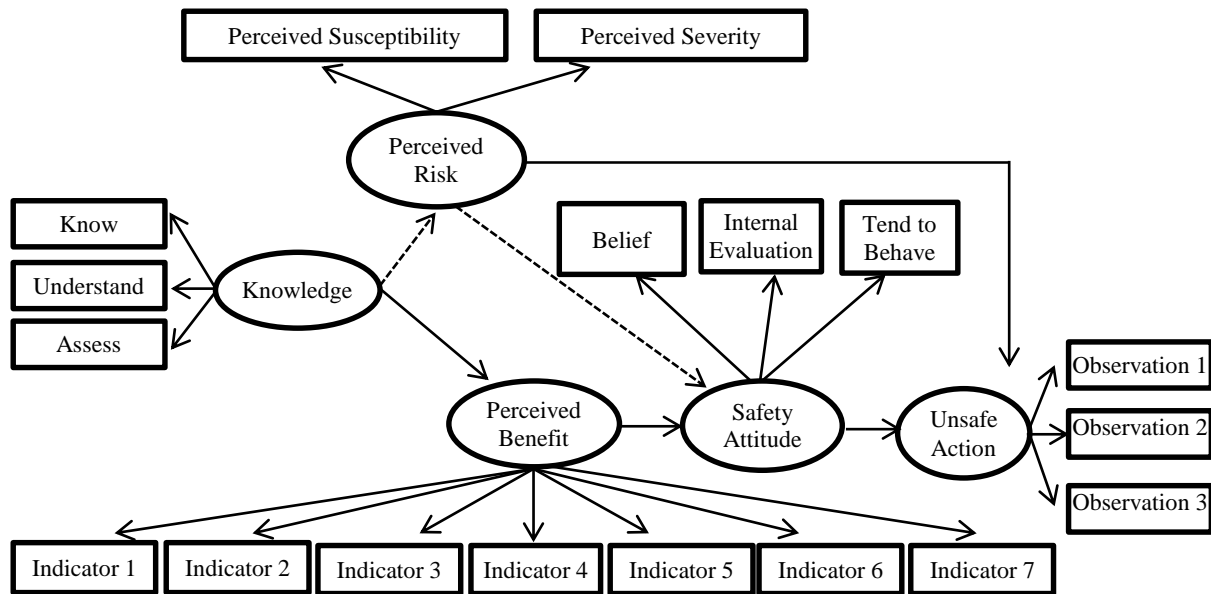 Perceived Susceptibility
Perceived Severity
Perceived
Risk
Know
Understand
Assess
Knowledge
Belief
Internal
Evaluation
Tend to
Behave
Perceived
Benefit
Safety
Attitude
Unsafe
Action
Observation 1
Observation 2
Observation 3
Indicator 1
Indicator 2
Indicator 3
Indicator 4
Indicator 5
Indicator 6
Indicator 7